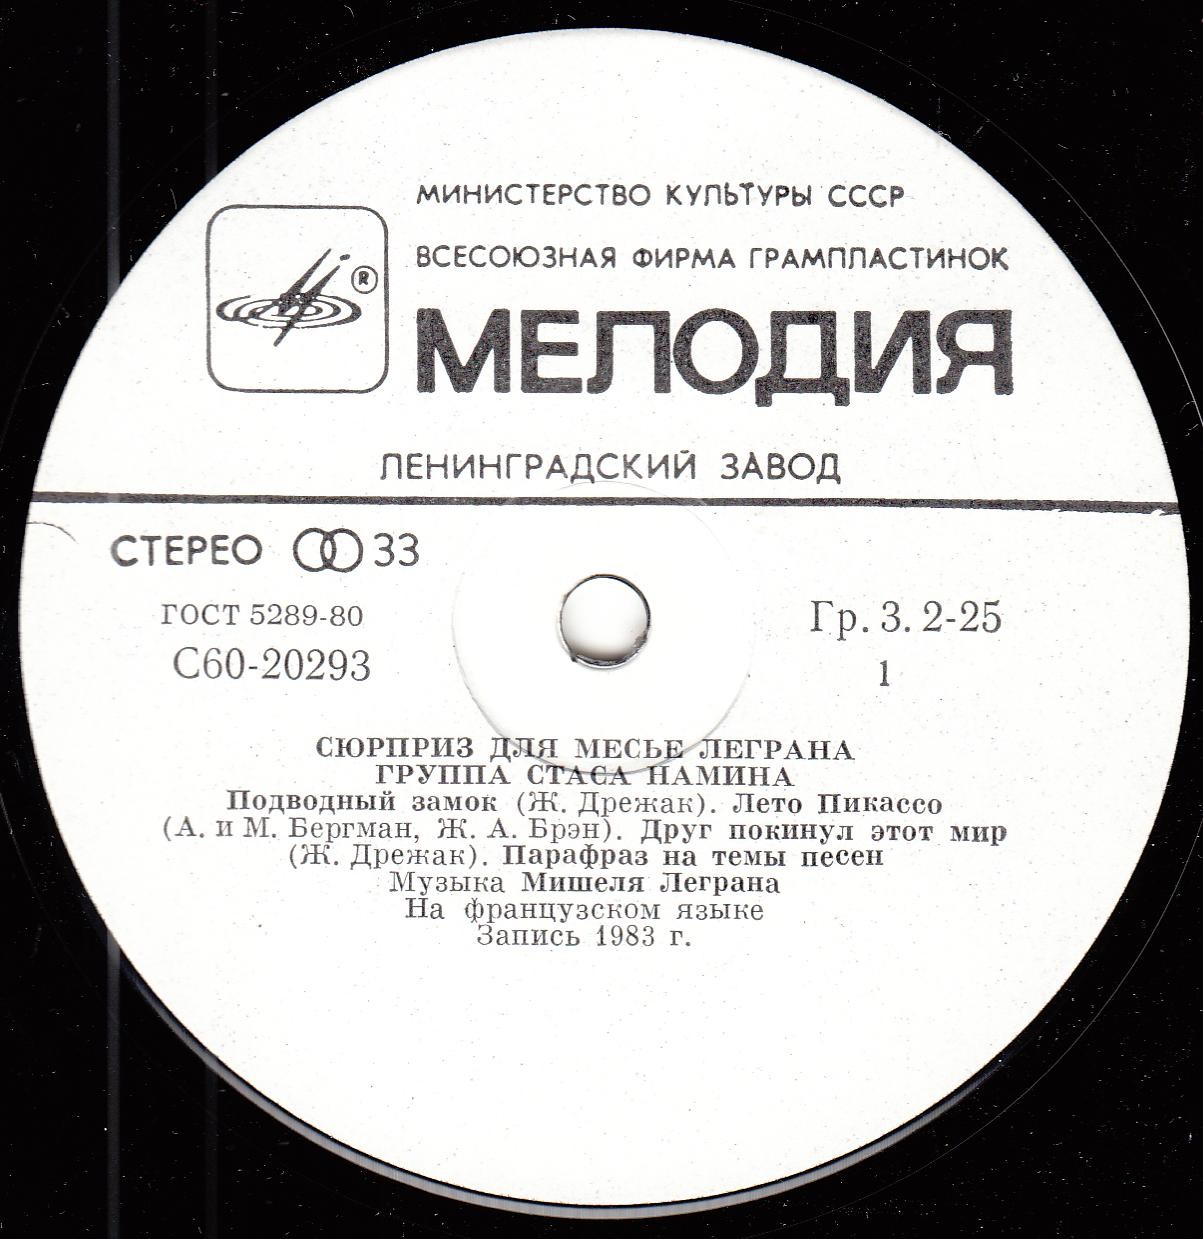 МИНИСТЕРСТВО КУЛЬТУРЫ СССР
ВСЕСОЮЗНАЯ ФИРМА ГРАМПЛАСТИНОК
®
МЕЛОДИЯ
ЛЕНИНГРАДСКИЙ ЗАВОД
СТЕРЕО 33
ГОСТ 5289-80
Гр. 3. 2-25
С60-20293
1
СЮРПРИЗ ДЛЯ МЕСЬЕ ЛЕГРАНА
ГРУППА СТАСА НАМИНА
Подводный замок (Ж. Дрежак). Лето Пикассо
(А. и М. Бергман, Ж. А. Брэн). Друг покинул этот мир
(Ж. Дрежак). Парафраз на темы песен
Музыка Мишеля Леграна
На французском языке
Запись 1983 г.